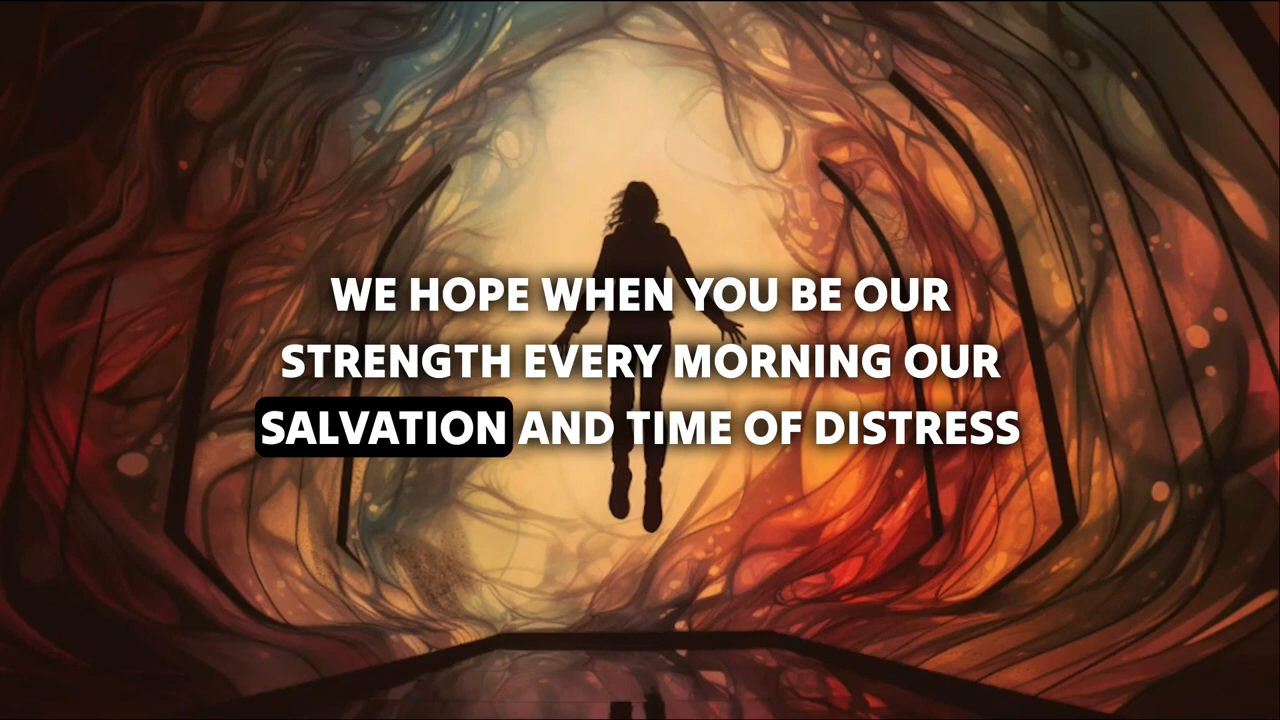 WE HOPE WHEN YOU BE OUR
STRENGTH EVERY MORNING OUR
SALVATION AND TIME OF DISTRESS